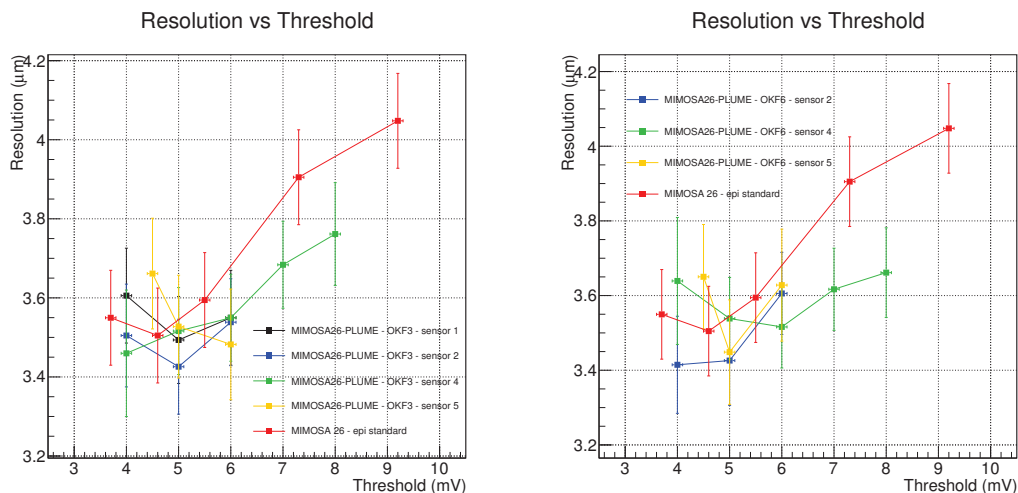 Resolution vs Threshold
Resolution (μm)
4.2
4
3.8
3.6
3.4
3.2
MIMOSA26-PLUME - OKF3 - sensor 1
MIMOSA26-PLUME - OKF3 - sensor 2
MIMOSA26-PLUME - OKF3 - sensor 4
MIMOSA26-PLUME - OKF3 - sensor 5
MIMOSA 26 - epi standard
3 4 5 6 7 8 9 10
Threshold (mV)
Resolution vs Threshold
Resolution (μm)
4.2
4
3.8
3.6
3.4
3.2
MIMOSA26-PLUME - OKF6 - sensor 2
MIMOSA26-PLUME - OKF6 - sensor 4
MIMOSA26-PLUME - OKF6 - sensor 5
MIMOSA 26 - epi standard
3 4 5 6 7 8 9 10
Threshold (mV)